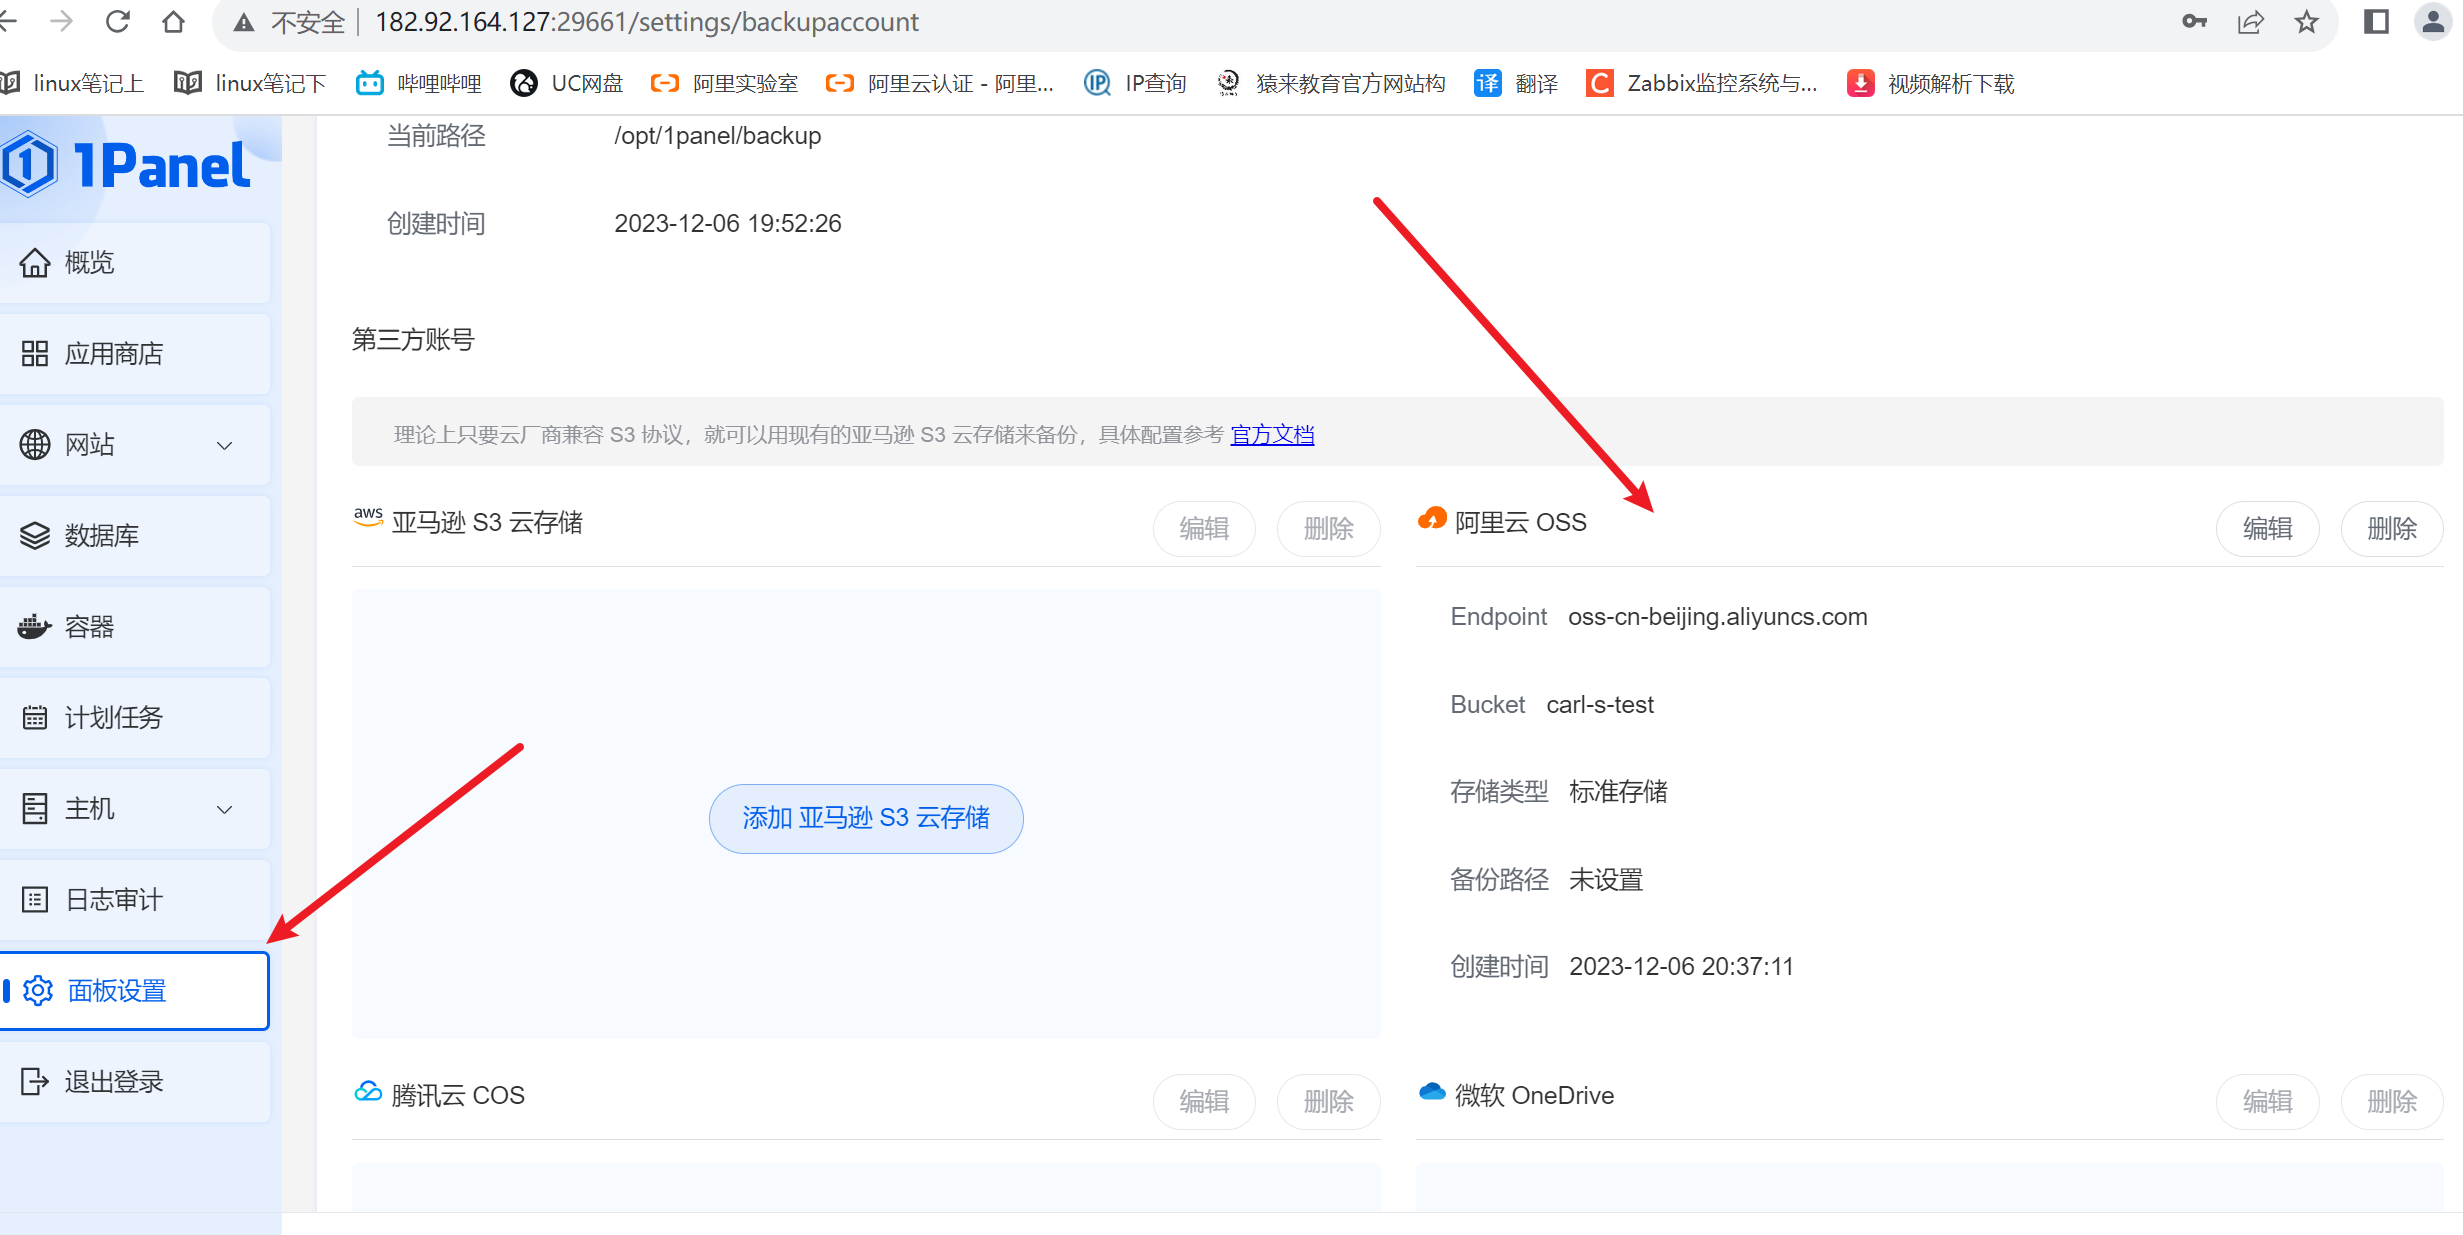 不安全 182.92.164.127:29661/settings/backupaccount
linux笔记上 linux笔记下 哔哩哔哩 UC网盘 阿里实验室 阿里云认证 - 阿里... IP IP查询 猿来教育官方网站构 译 翻译 C Zabbix监控系统与... 视频解析下载
1Panel
概览
应用商店
网站
数据库
容器
计划任务
主机
日志审计
面板设置
退出登录
当前路径 /opt/1panel/backup
创建时间 2023-12-06 19:52:26
第三方账号
理论上只要云厂商兼容 S3 协议，就可以用现有的亚马逊 S3 云存储来备份，具体配置参考 官方文档
aws 亚马逊 S3 云存储 编辑 删除
添加 亚马逊 S3 云存储
阿里云 OSS 编辑 删除
Endpoint oss-cn-beijing.aliyuncs.com
Bucket carl-s-test
存储类型 标准存储
备份路径 未设置
创建时间 2023-12-06 20:37:11
腾讯云 COS 编辑 删除
微软 OneDrive 编辑 删除